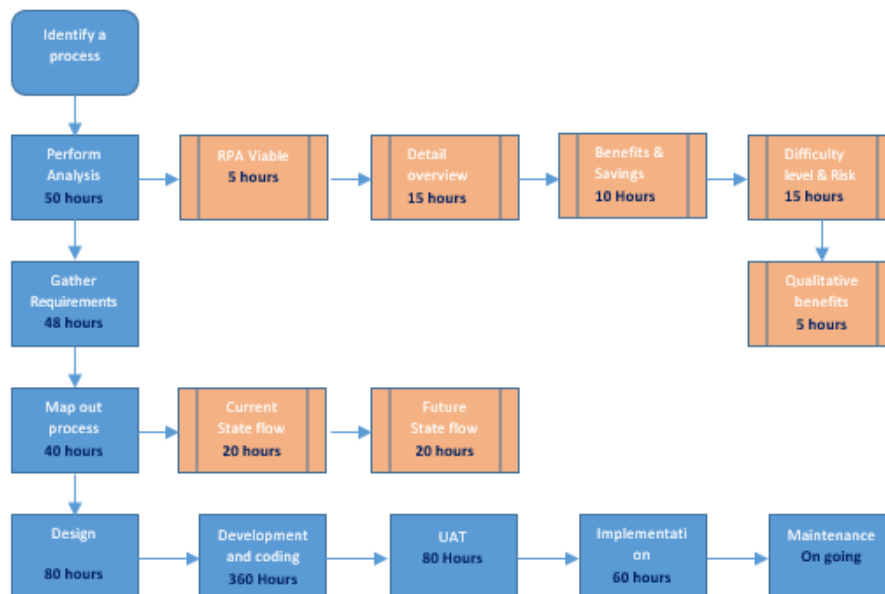 Identify a
process
Perform
Analysis
50 hours
RPA Viable
5 hours
Detail
overview
15 hours
Benefits &
Savings
10 Hours
Difficulty
level & Risk
15 hours
Gather
Requirements
48 hours
Qualitative
benefits
5 hours
Map out
process
40 hours
Current
State flow
20 hours
Future
State flow
20 hours
Design
80 hours
Development
and coding
360 Hours
UAT
80 Hours
Implementati
on
60 hours
Maintenance
On going